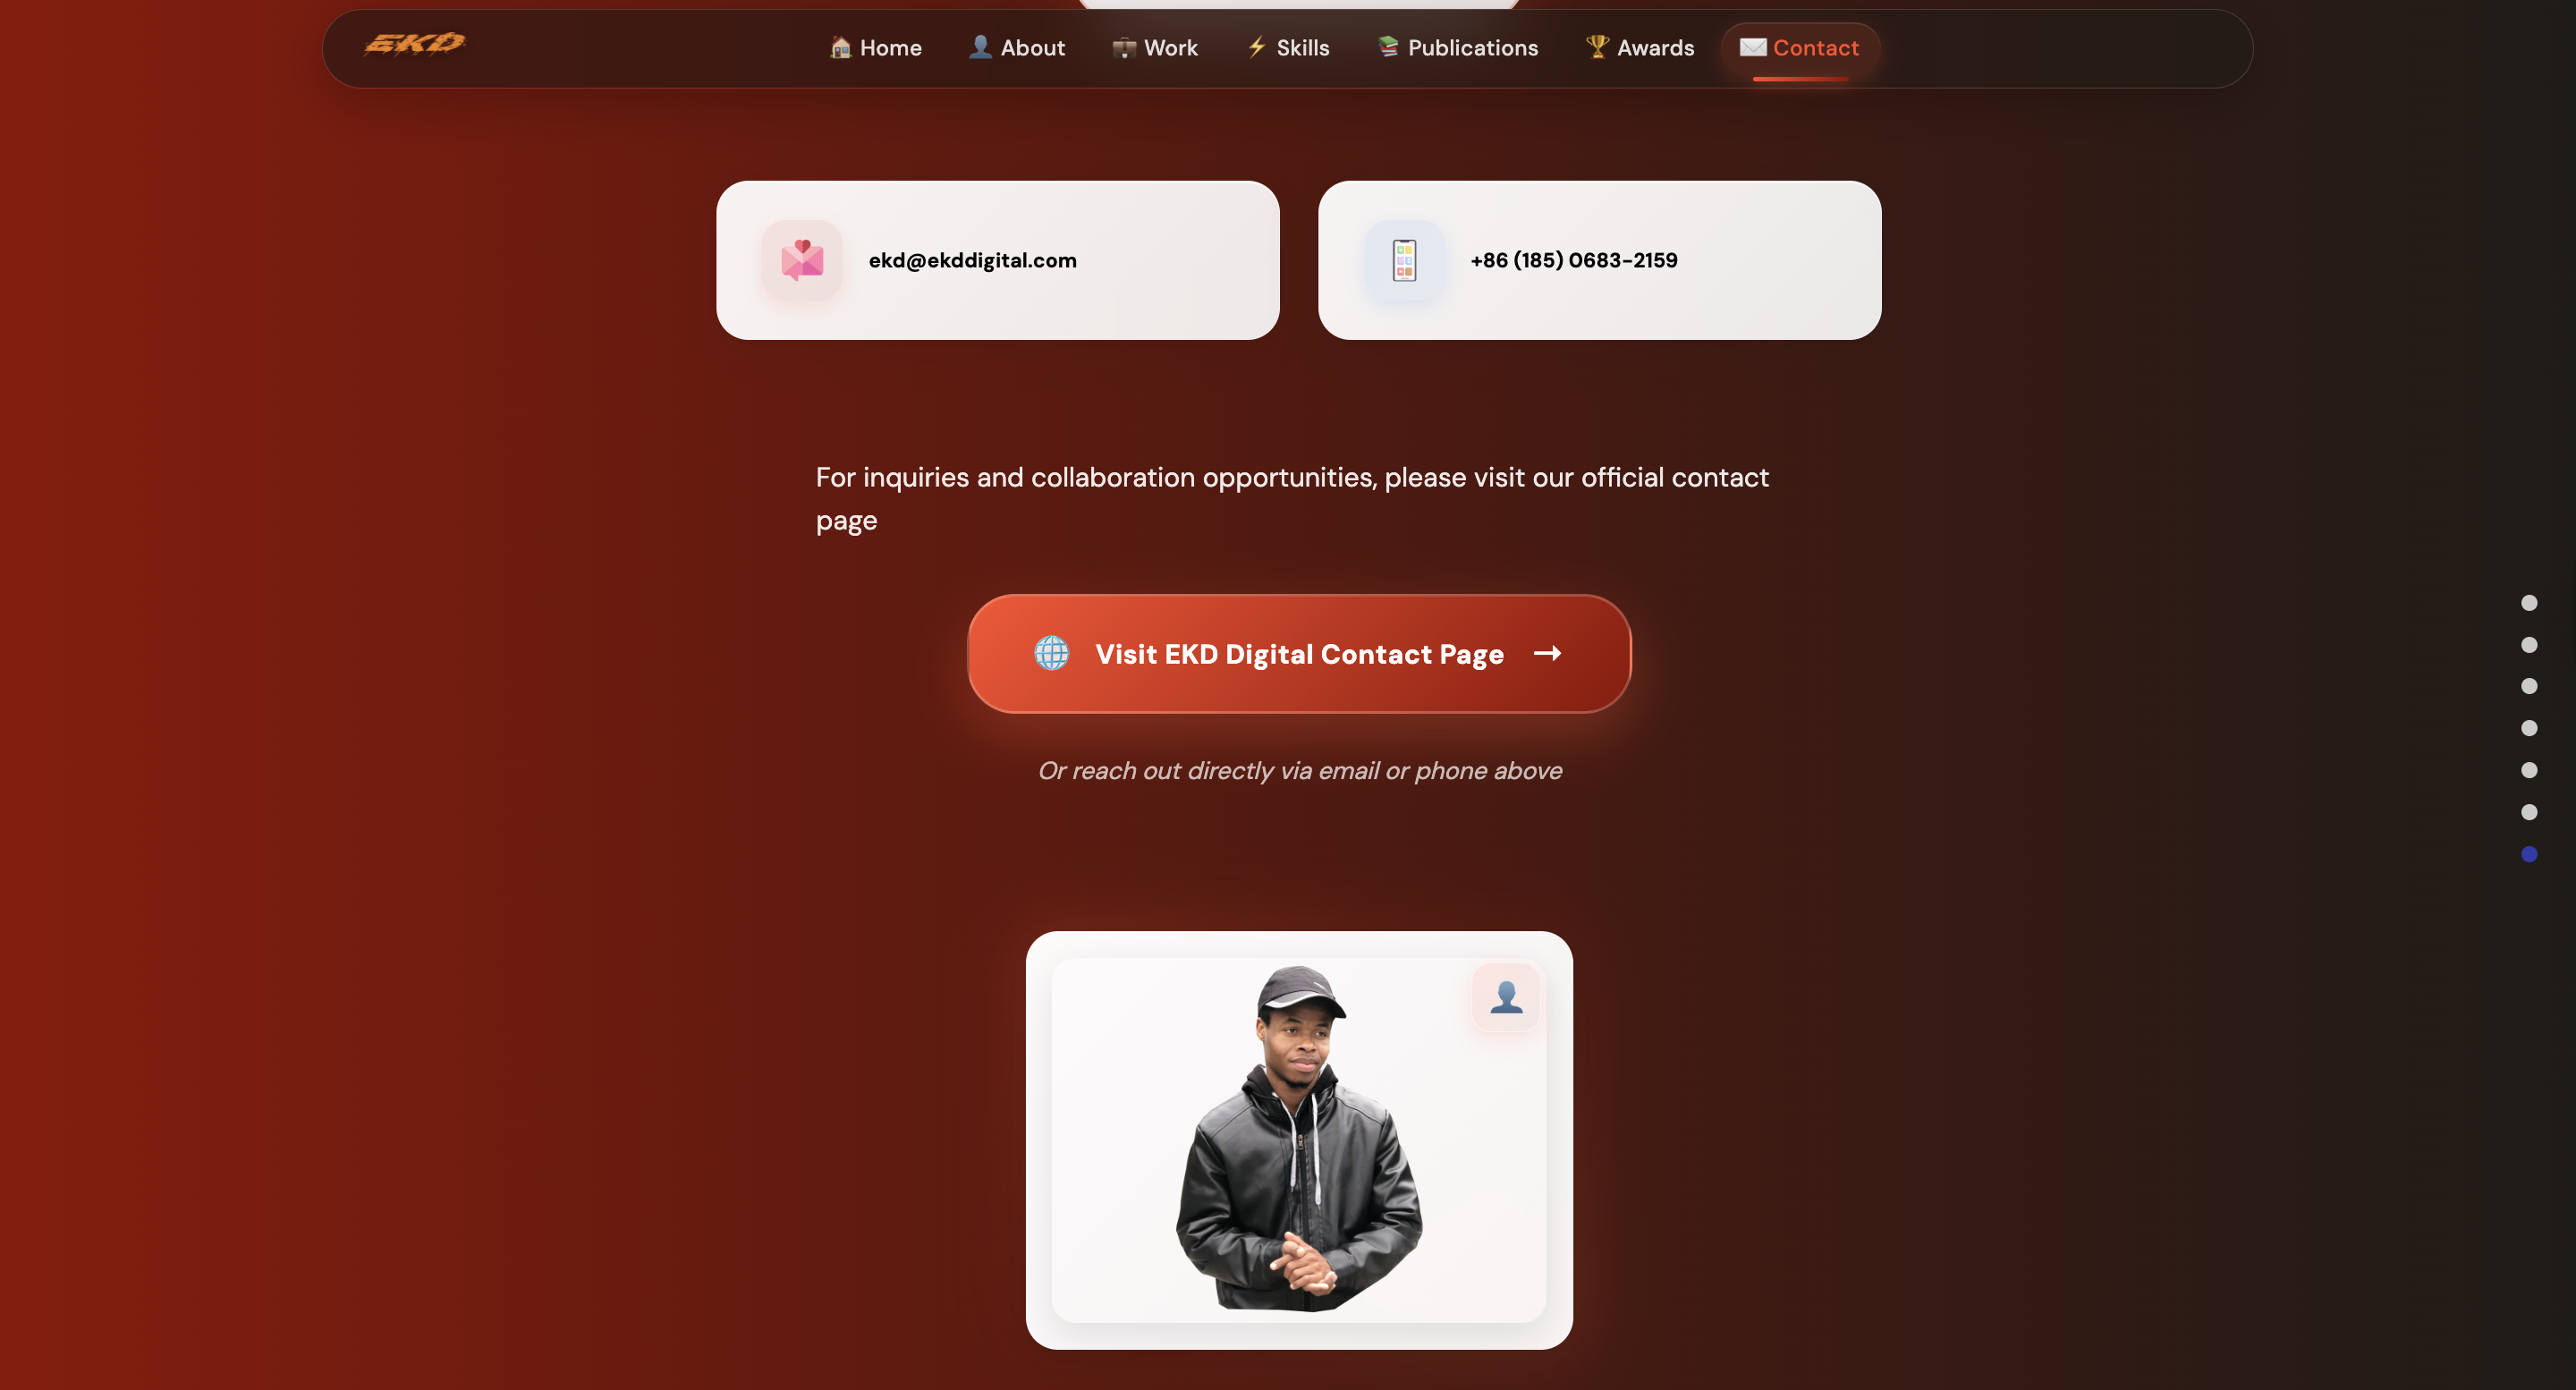 EKD
Home
About
Work
Skills
Publications
Awards
Contact
ekd@ekddigital.com
+86 (185) 0683-2159
For inquiries and collaboration opportunities, please visit our official contact
page
Visit EKD Digital Contact Page →
Or reach out directly via email or phone above